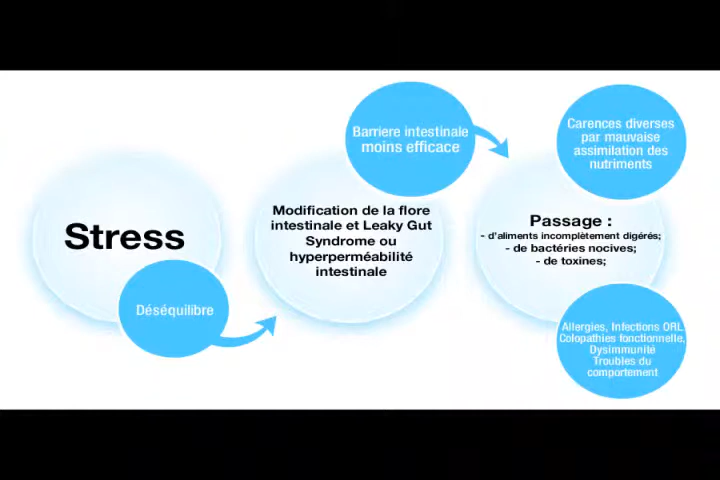 Stress
Déséquilibre
Barriere intestinale
moins efficace
Modification de la flore
intestinale et Leaky Gut
Syndrome ou
hyperperméabilité
intestinale
Carences diverses
par mauvaise
assimilation des
nutriments
Passage :
- d'aliments incomplètement digérés;
- de bactéries nocives;
- de toxines;
Allergies, Infections ORL,
Colopathies fonctionnelle,
Dysimmunité
Troubles du
comportement